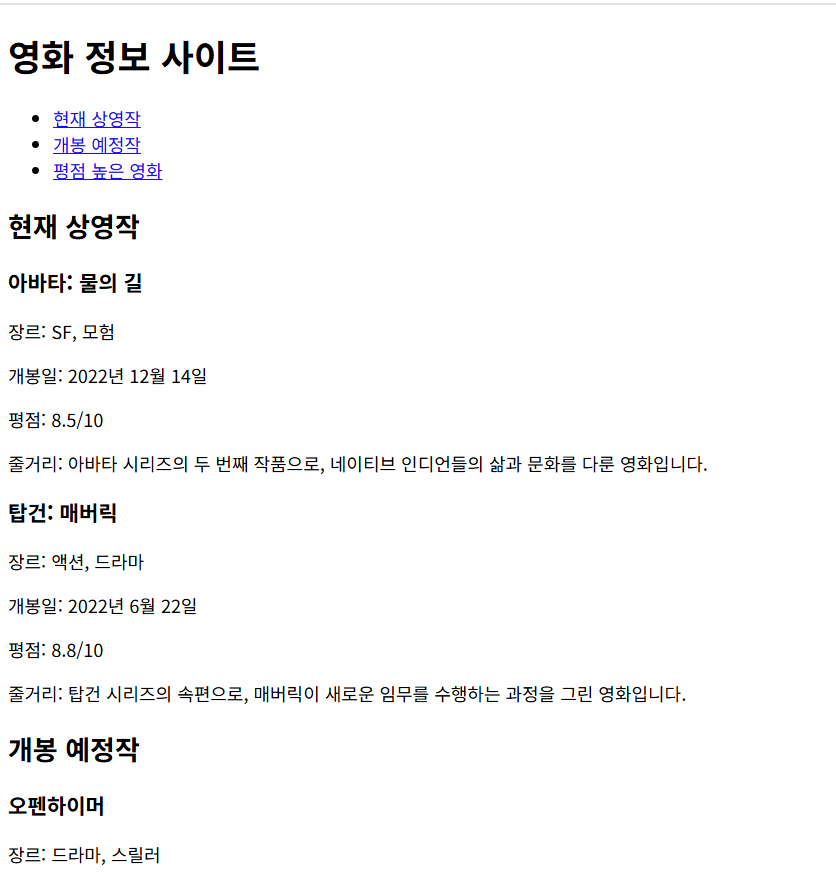 영화 정보 사이트
현재 상영작
개봉 예정작
평점 높은 영화
현재 상영작
아바타: 물의 길
장르: SF, 모험
개봉일: 2022년 12월 14일
평점: 8.5/10
줄거리: 아바타 시리즈의 두 번째 작품으로, 네이티브 인디언들의 삶과 문화를 다룬 영화입니다.
탑건: 매버릭
장르: 액션, 드라마
개봉일: 2022년 6월 22일
평점: 8.8/10
줄거리: 탑건 시리즈의 속편으로, 매버릭이 새로운 임무를 수행하는 과정을 그린 영화입니다.
개봉 예정작
오펜하이머
장르: 드라마, 스릴러